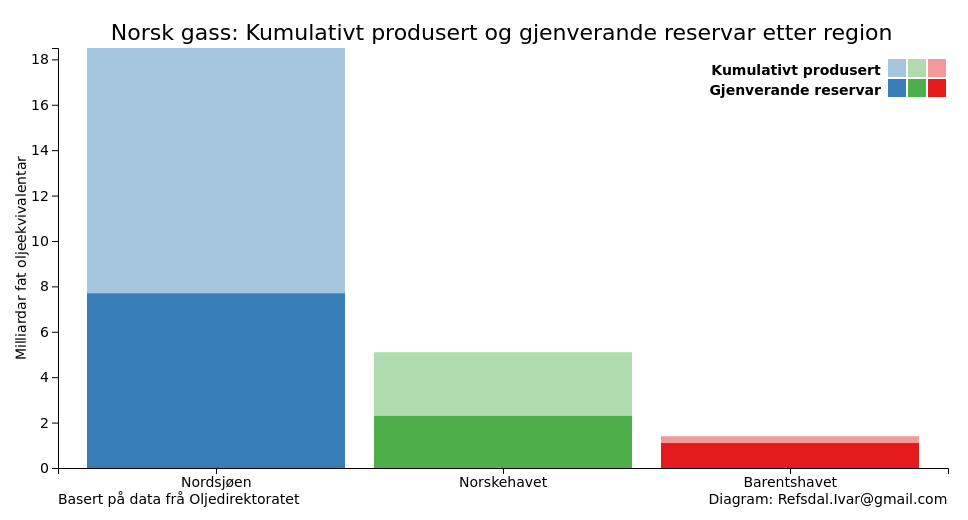 Norsk gass: Kumulativt produsert og gjenverande reservar etter region
Kumulativt produsert
Gjenverande reservar
Milliardar fat oljeekvivalentar
18
16
14
12
10
8
6
4
2
0
Nordsjøen
Norskehavet
Barentshavet
Basert på data frå Oljedirektoratet
Diagram: Refsdal.Ivar@gmail.com